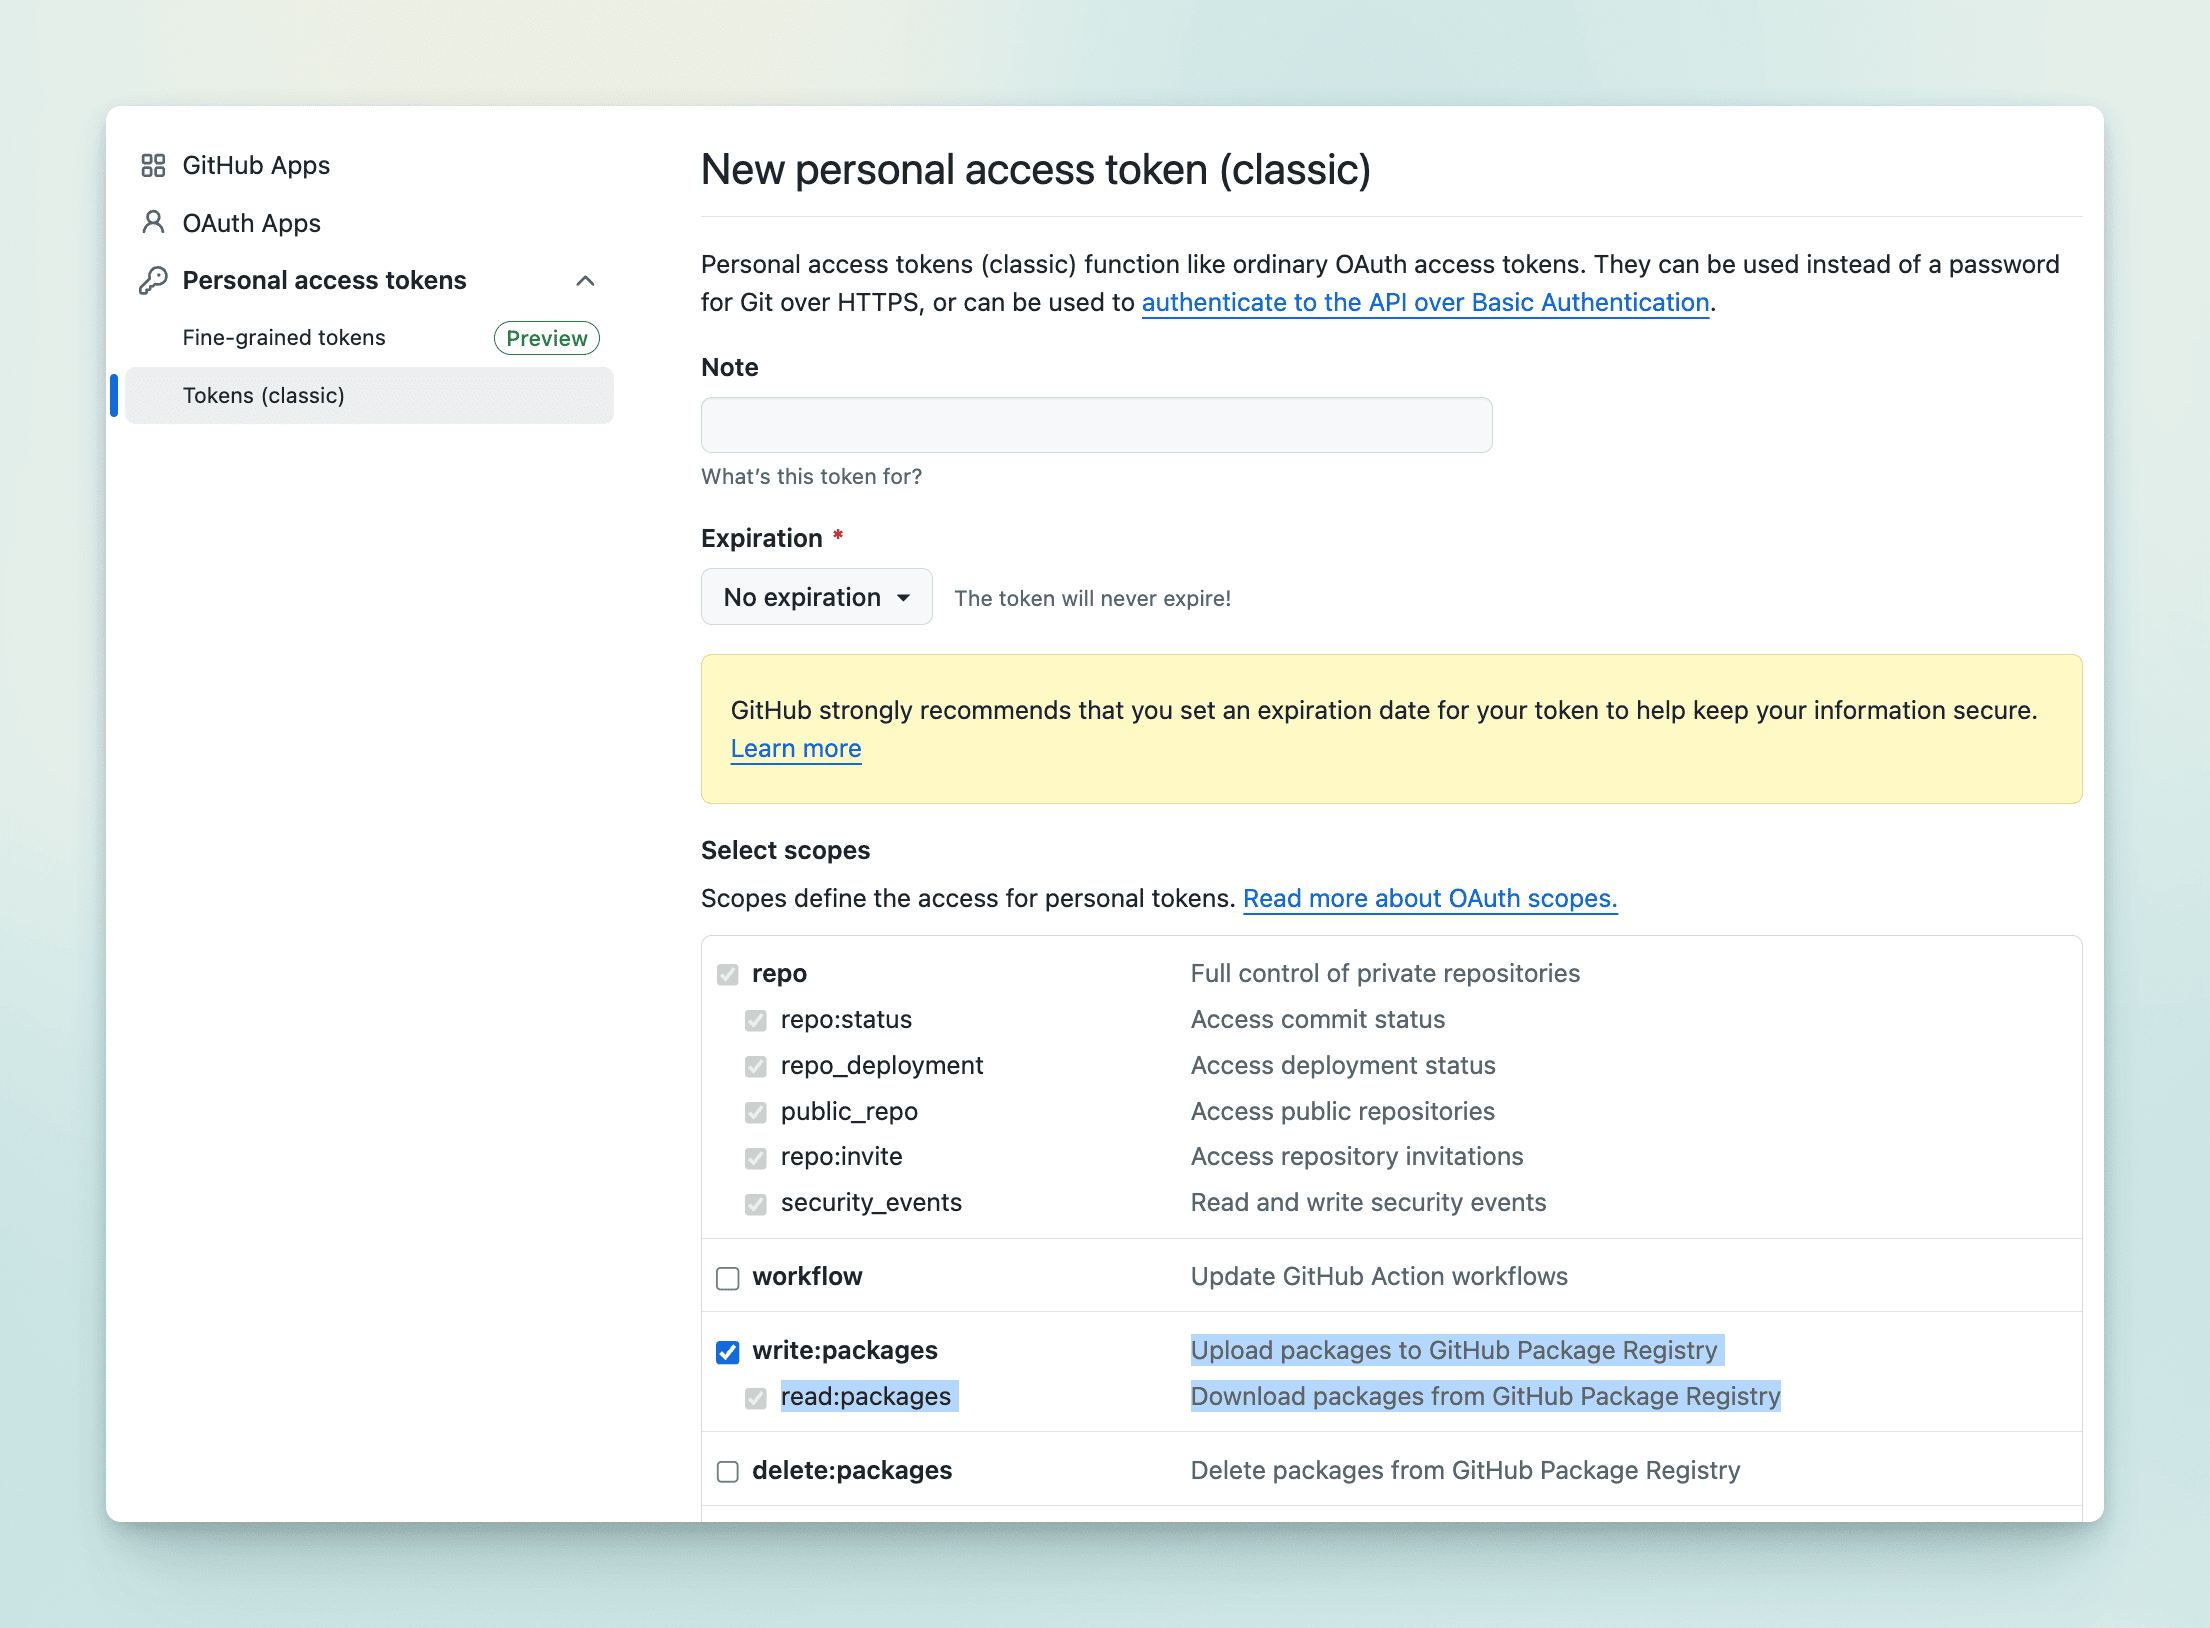 GitHub Apps
OAuth Apps
Personal access tokens
Fine-grained tokens
Preview
Tokens (classic)
New personal access token (classic)
Personal access tokens (classic) function like ordinary OAuth access tokens. They can be used instead of a password
for Git over HTTPS, or can be used to authenticate to the API over Basic Authentication.
Note
What's this token for?
Expiration *
No expiration
The token will never expire!
GitHub strongly recommends that you set an expiration date for your token to help keep your information secure.
Learn more
Select scopes
Scopes define the access for personal tokens. Read more about OAuth scopes.
repo Full control of private repositories
repo:status Access commit status
repo_deployment Access deployment status
public_repo Access public repositories
repo:invite Access repository invitations
security_events Read and write security events
workflow Update GitHub Action workflows
write:packages Upload packages to GitHub Package Registry
read:packages Download packages from GitHub Package Registry
delete:packages Delete packages from GitHub Package Registry